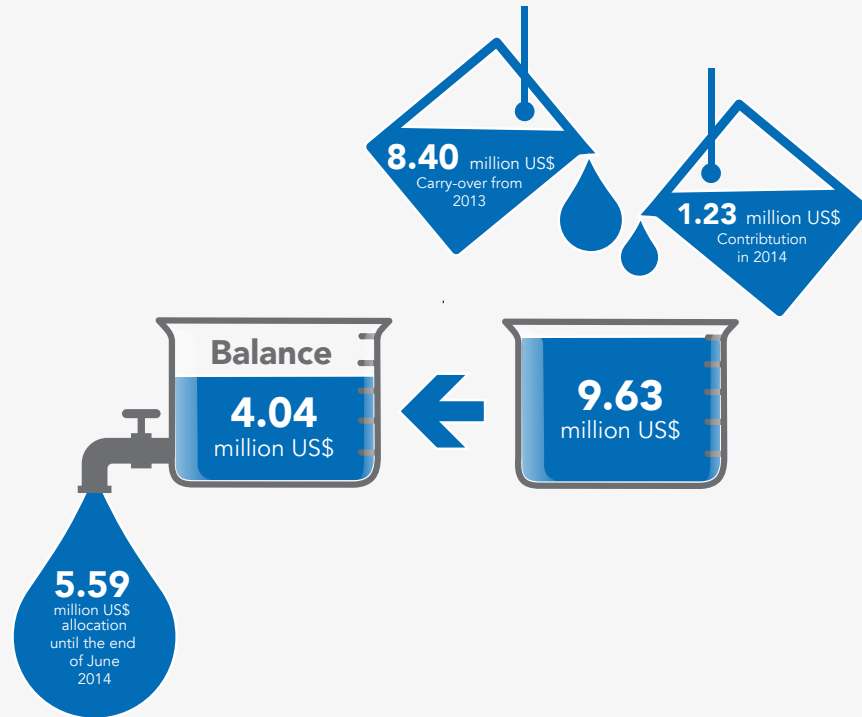 8.40 million US$
Carry-over from
2013
1.23 million US$
Contribtution
in 2014
Balance
4.04
million US$
9.63
million US$
5.59
million US$
allocation
until the end
of June
2014